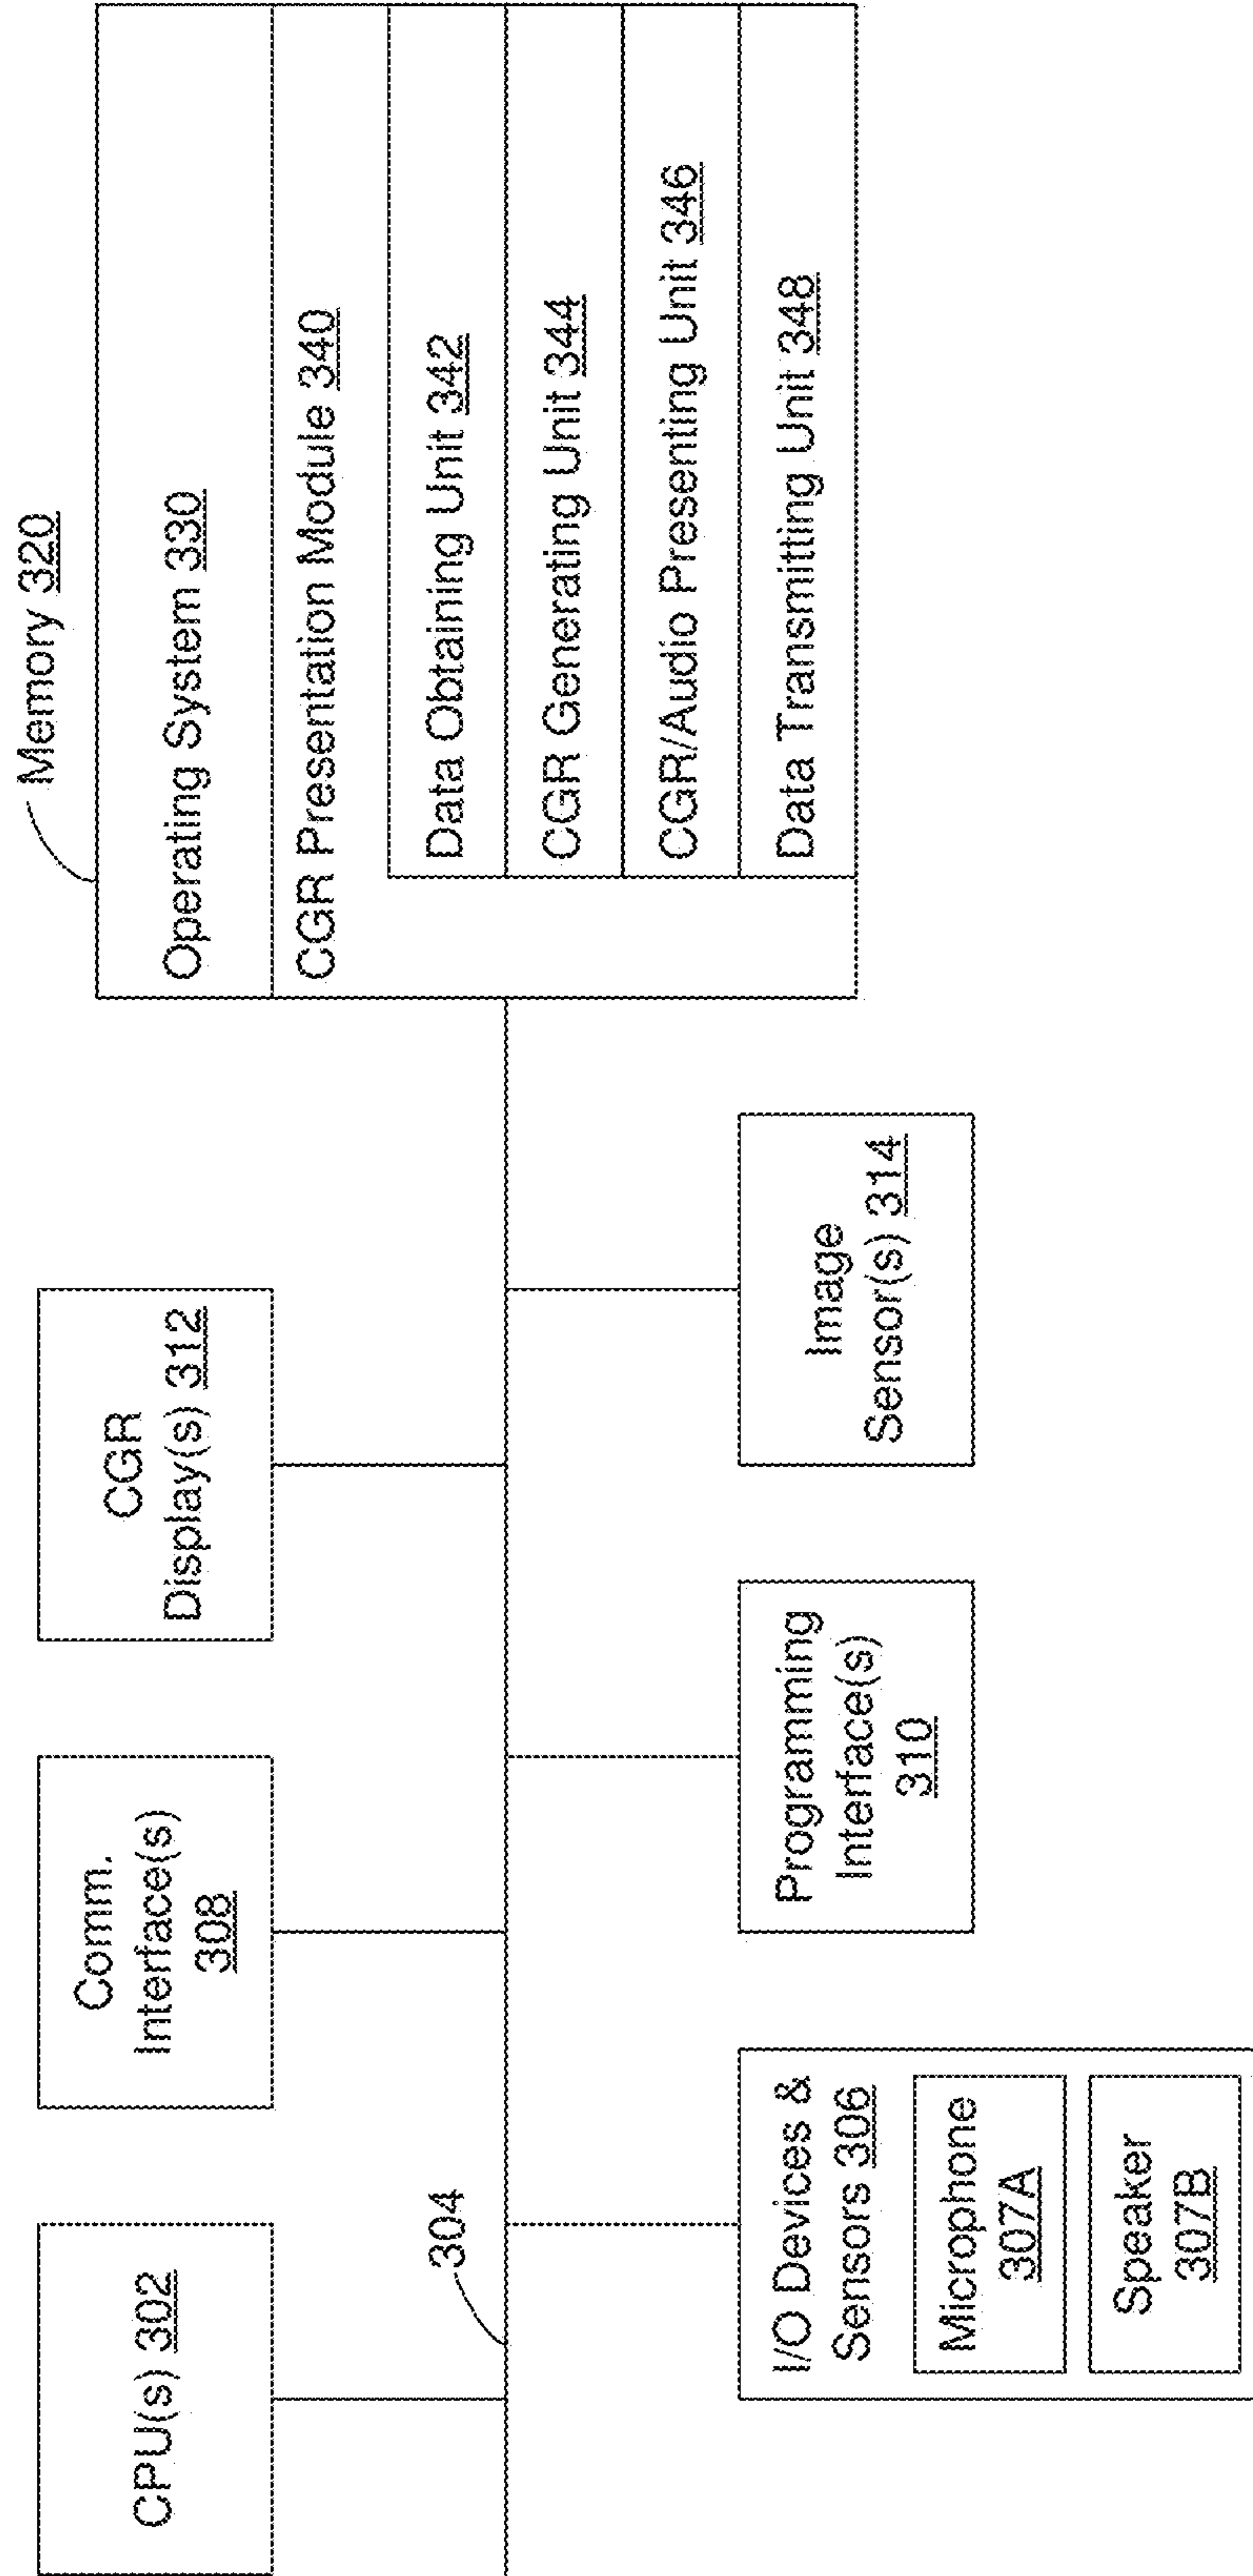 CPU(s) 302
Comm.
Interface(s)
308
CGR
Display(s) 312
304
I/O Devices &
Sensors 306
Microphone
307A
Speaker
307B
Programming
Interface(s)
310
Image
Sensor(s) 314
Memory 320
Operating System 330
CGR Presentation Module 340
Data Obtaining Unit 342
CGR Generating Unit 344
CGR/Audio Presenting Unit 346
Data Transmitting Unit 348